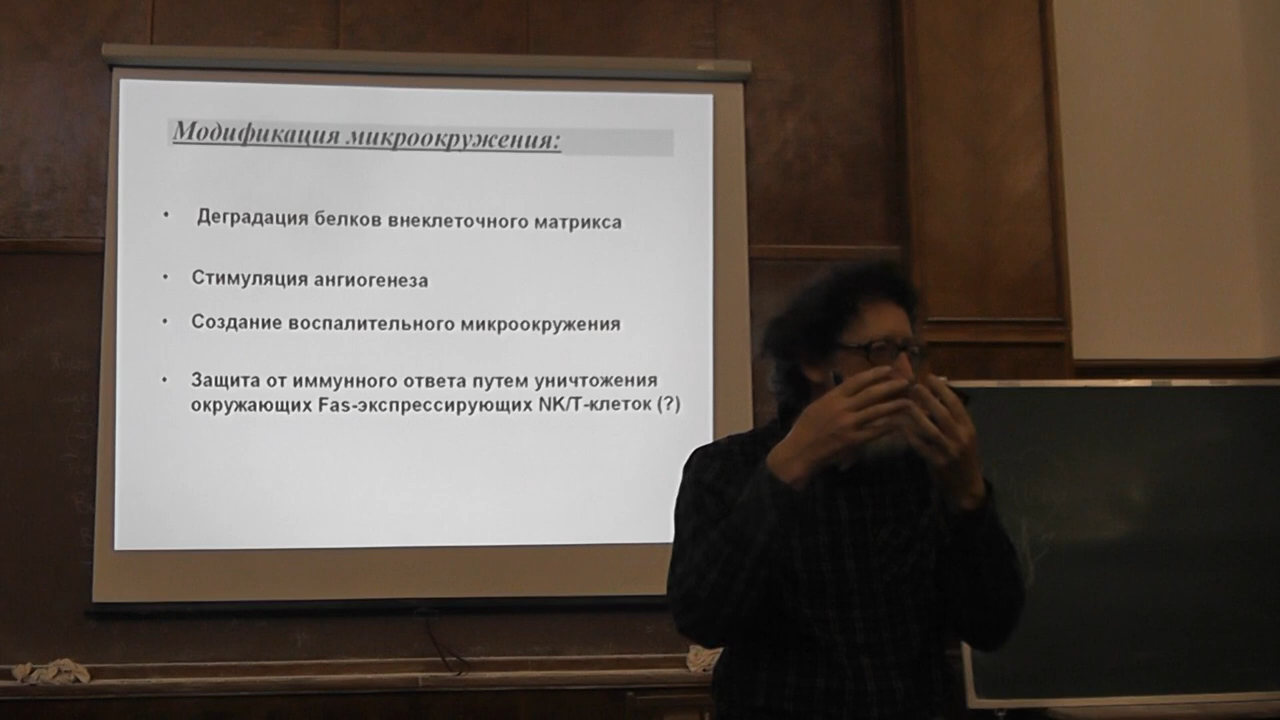 Модификация микроокружения:
• Деградация белков внеклеточного матрикса
• Стимуляция ангиогенеза
• Создание воспалительного микроокружения
• Защита от иммунного ответа путем уничтожения
окружающих Fas-экспрессирующих NK/T-клеток (?)